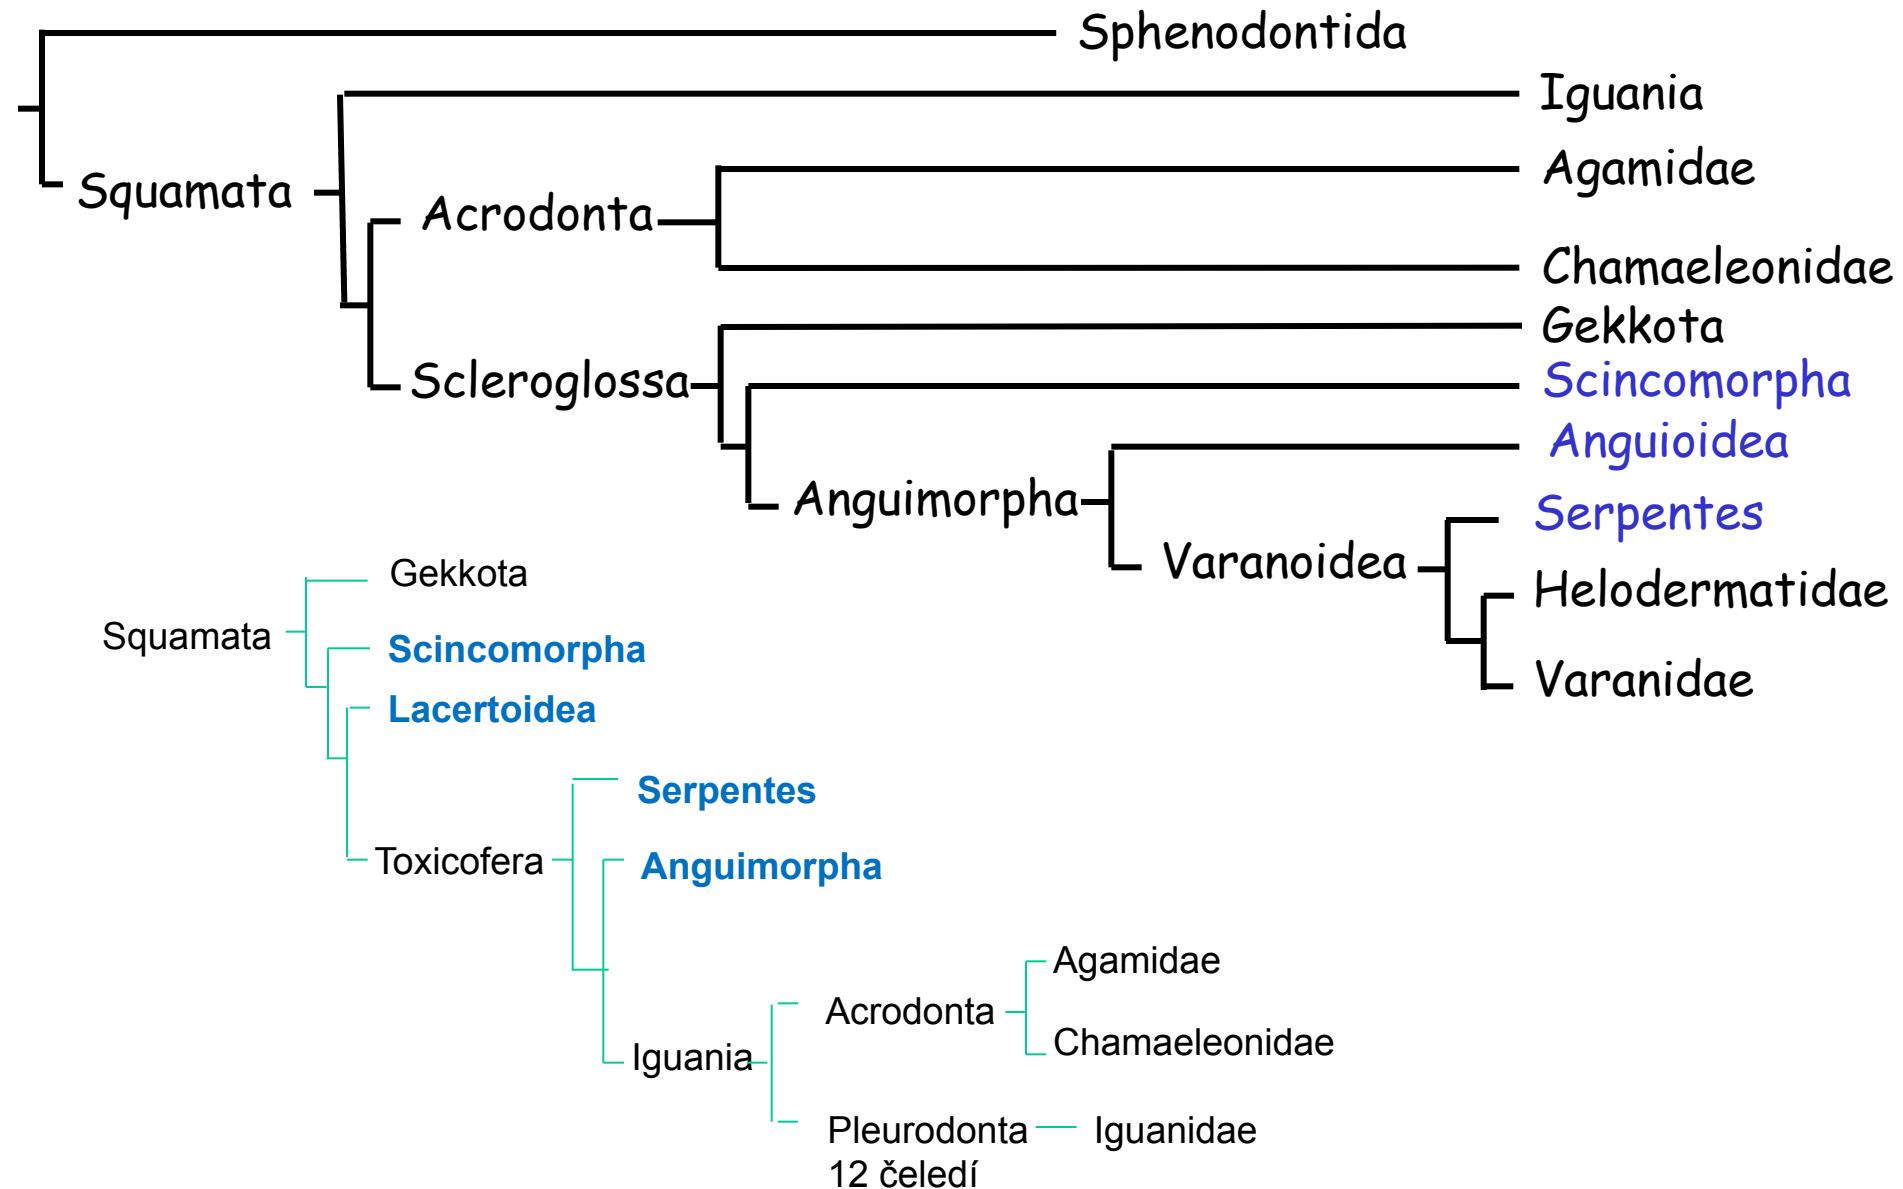 Sphenodontida
Iguania
Agamidae
Squamata
Acrodonta
Chamaeleonidae
Gekkota
Scleroglossa
Scincomorpha
Anguioidea
Anguimorpha
Serpentes
Varanoidea
Helodermatidae
Varanidae
Gekkota
Squamata
Scincomorpha
Lacertoidea
Serpentes
Toxicofera
Anguimorpha
Agamidae
Acrodonta
Chamaeleonidae
Iguania
Pleurodonta
Iguanidae
12 čeledí